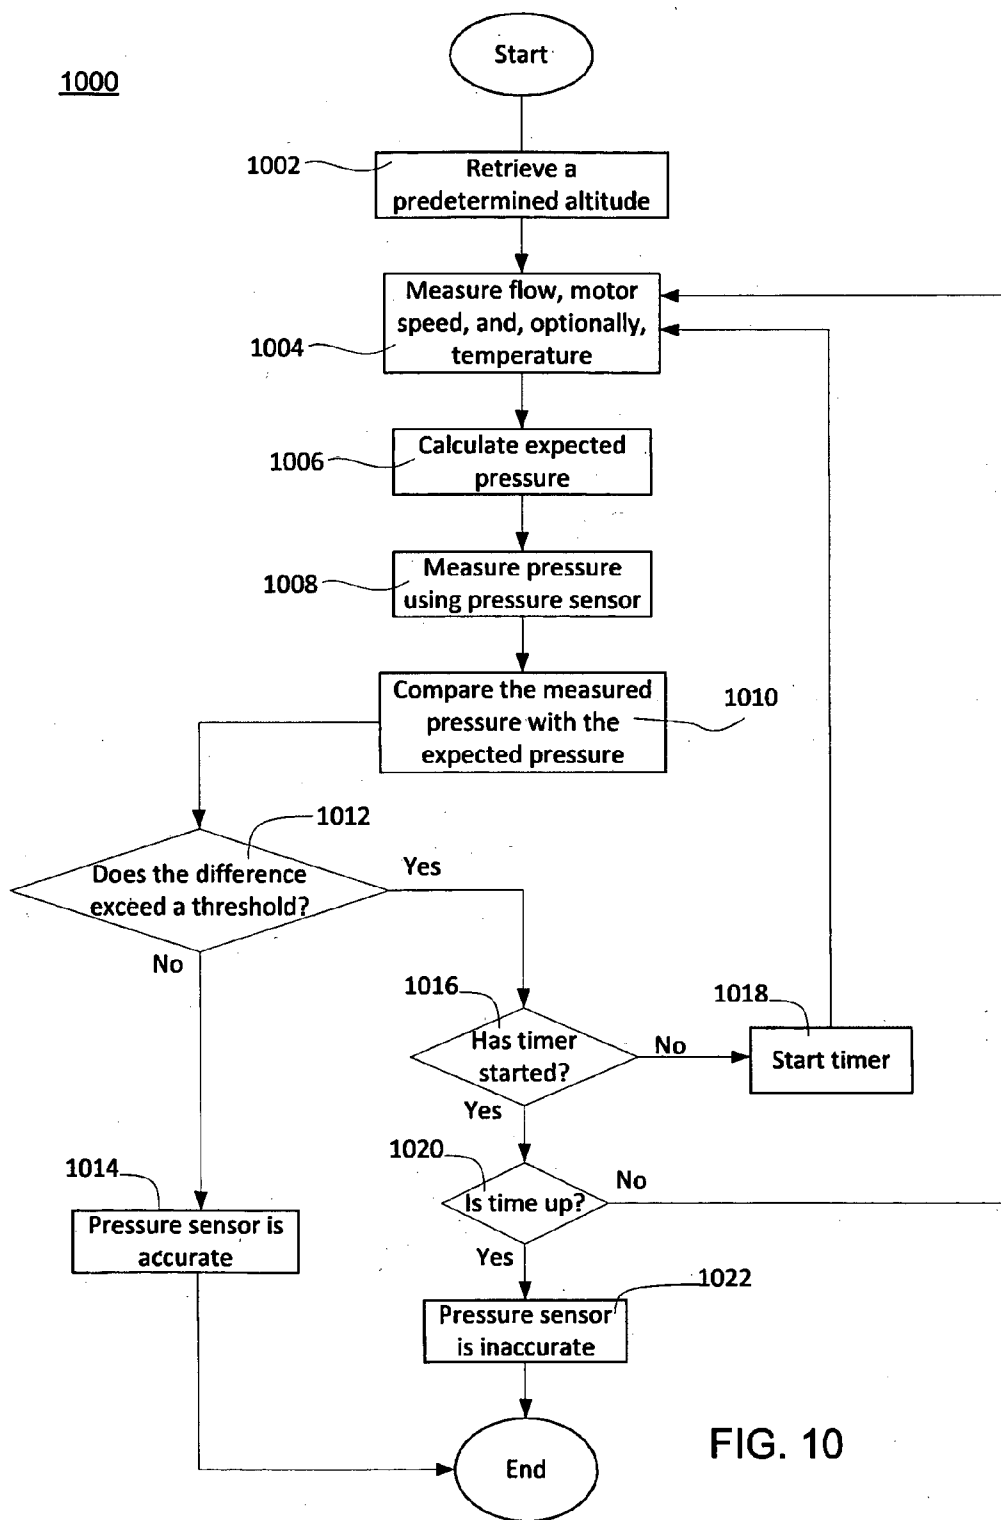 Start
1000
1002
Retrieve a
predetermined altitude
Measure flow, motor
speed, and, optionally,
temperature
1004
Calculate expected
pressure
1006
Measure pressure
using pressure sensor
1008
Compare the measured
pressure with the
expected pressure
1010
1012
Does the difference
exceed a threshold?
Yes
No
1016
Has timer
started?
No
1018
Start timer
Yes
1020
Is time up?
No
1014
Pressure sensor is
accurate
Yes
1022
Pressure sensor
is inaccurate
End
FIG. 10